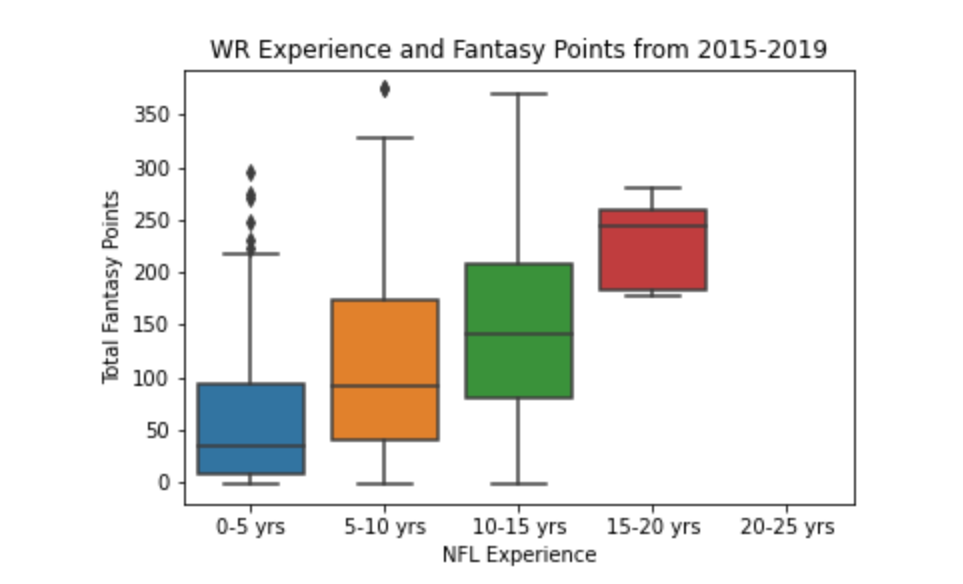 WR Experience and Fantasy Points from 2015-2019
Total Fantasy Points
350
300
250
200
150
100
50
0
0-5 yrs 5-10 yrs 10-15 yrs 15-20 yrs 20-25 yrs
NFL Experience